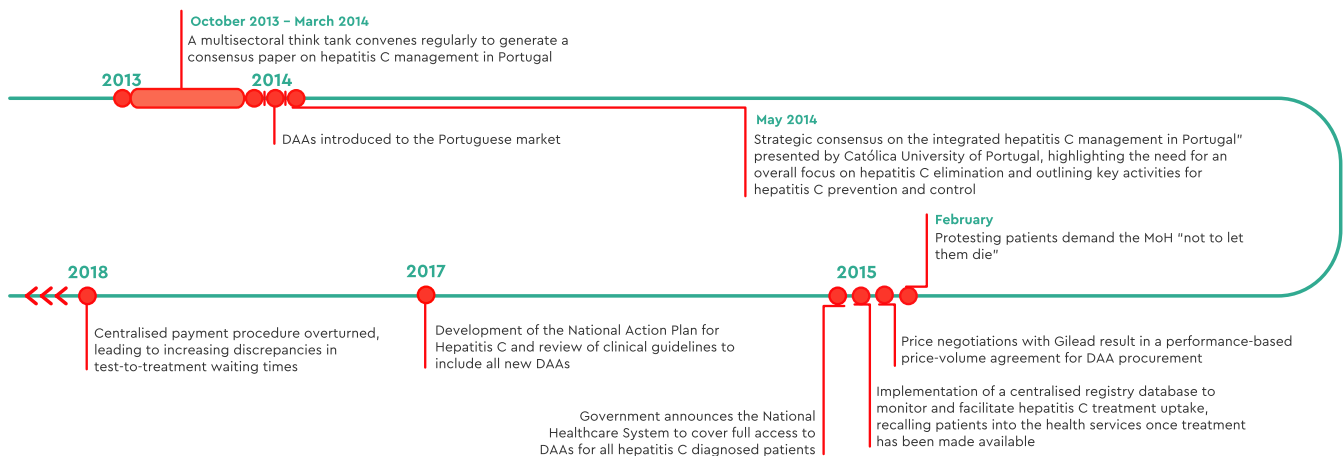 October 2013 – March 2014
A multisectoral think tank convenes regularly to generate a
consensus paper on hepatitis C management in Portugal
2013
2014
DAAs introduced to the Portuguese market
May 2014
Strategic consensus on the integrated hepatitis C management in Portugal"
presented by Católica University of Portugal, highlighting the need for an
overall focus on hepatitis C elimination and outlining key activities for
hepatitis C prevention and control
February
Protesting patients demand the MoH "not to let
them die"
2015
Price negotiations with Gilead result in a performance-based
price-volume agreement for DAA procurement
Implementation of a centralised registry database to
monitor and facilitate hepatitis C treatment uptake,
recalling patients into the health services once treatment
has been made available
Government announces the National
Healthcare System to cover full access to
DAAs for all hepatitis C diagnosed patients
2017
Development of the National Action Plan for
Hepatitis C and review of clinical guidelines to
include all new DAAs
2018
Centralised payment procedure overturned,
leading to increasing discrepancies in
test-to-treatment waiting times